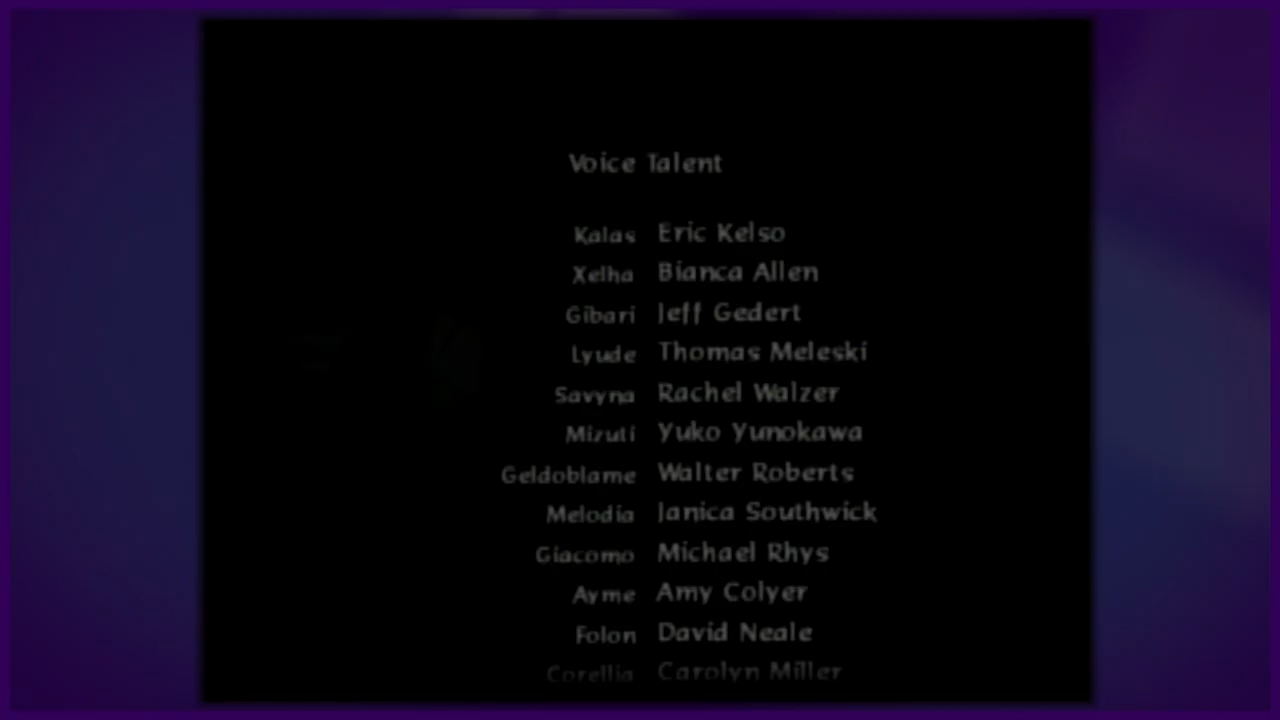 Voice Talent
Kalas Eric Kelso
Xelha Bianca Allen
Gibari Jeff Gedert
Lyude Thomas Meleski
Savyna Rachel Walzer
Mizuti Yuko Yunokawa
Geldoblame Walter Roberts
Melodia Janica Southwick
Giacomo Michael Rhys
Ayme Amy Colyer
Folon David Neale
Corellia Carolyn Miller